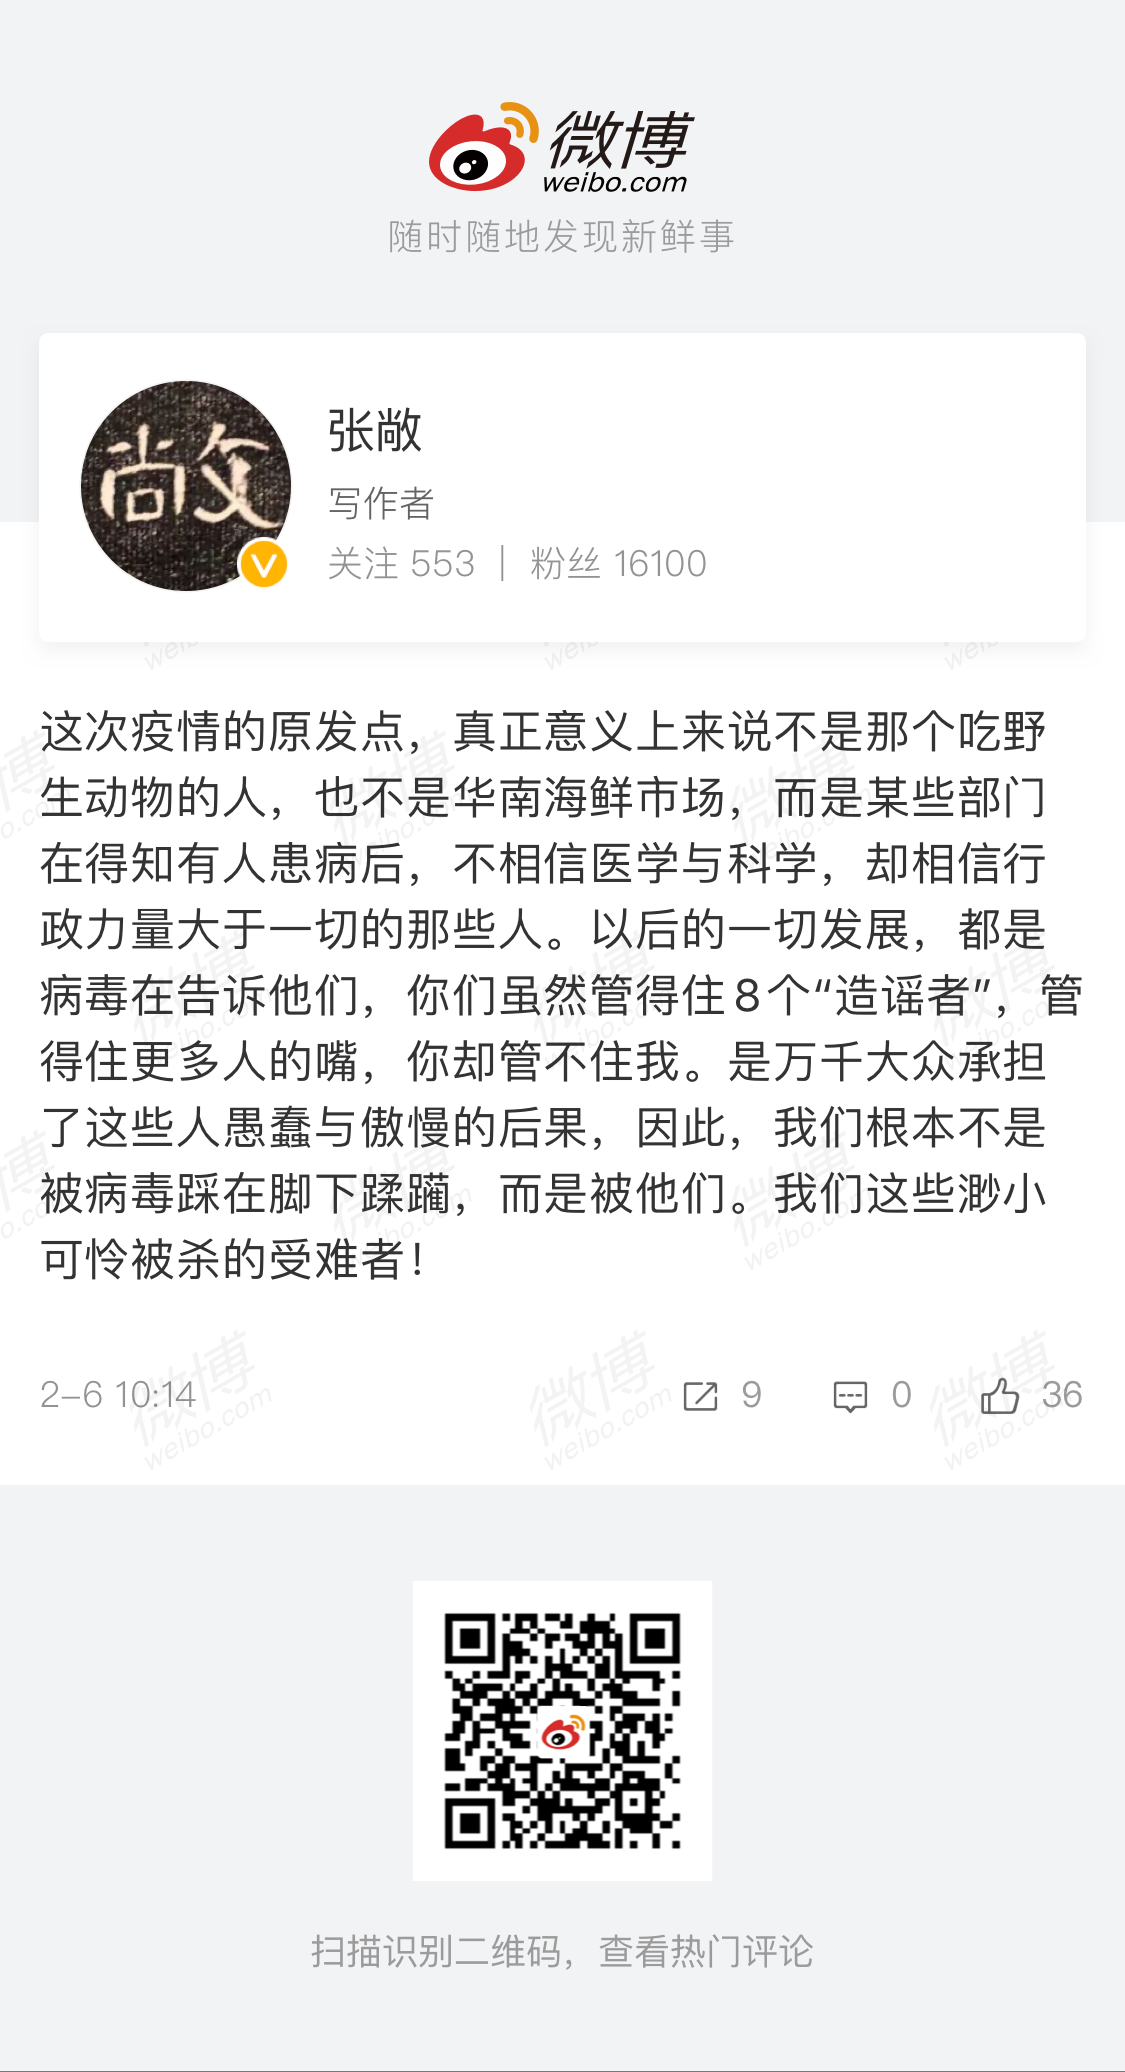 微博
weibo.com
随时随地发现新鲜事
敞
张敞
写作者
关注 553 | 粉丝 16100
这次疫情的原发点，真正意义上来说不是那个吃野
生动物的人，也不是华南海鲜市场，而是某些部门
在得知有人患病后，不相信医学与科学，却相信行
政力量大于一切的那些人。以后的一切发展，都是
病毒在告诉他们，你们虽然管得住8个“造谣者”，管
得住更多人的嘴，你却管不住我。是万千大众承担
了这些人愚蠢与傲慢的后果，因此，我们根本不是
被病毒踩在脚下蹂躏，而是被他们。我们这些渺小
可怜被杀的受难者！
2-6 10:14 9 0 36
扫描识别二维码，查看热门评论